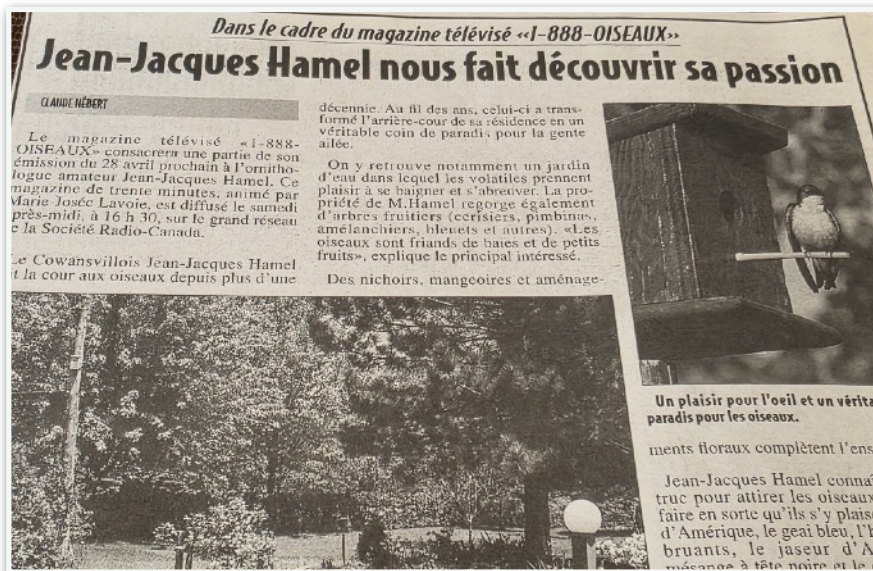 Dans le cadre du magazine télévisé «1-888-OISEAUX»
Jean-Jacques Hamel nous fait découvrir sa passion
CLAUDE HÉBERT
Le magazine télévisé «1-888-
OISEAUX» consacrera une partie de son
émission du 28 avril prochain à l'ornitho-
logue amateur Jean-Jacques Hamel. Ce
magazine de trente minutes, animé par
Marie-Josée Lavoie, est diffusé le samedi
près-midi, à 16 h 30, sur le grand réseau
e la Société Radio-Canada.
Le Cowansvillois Jean-Jacques Hamel
it la cour aux oiseaux depuis plus d'une
décennie. Au fil des ans, celui-ci a trans-
formé l'arrière-cour de sa résidence en un
véritable coin de paradis pour la gente
ailée.
On y retrouve notamment un jardin
d'eau dans lequel les volatiles prennent
plaisir à se baigner et s'abreuver. La pro-
priété de M.Hamel regorge également
d'arbres fruitiers (cerisiers, pimbinas,
amélanchiers, bleuets et autres). «Les
oiseaux sont friands de baies et de petits
fruits», explique le principal intéressé.
Des nichoirs, mangeoires et aménage-
Un plaisir pour l'oeil et un vérita
paradis pour les oiseaux.
ments floraux complètent l'ens
Jean-Jacques Hamel connaî
truc pour attirer les oiseaux
faire en sorte qu'ils s'y plaise
d'Amérique, le geai bleu, l'h
bruants, le jaseur d'A
mésange à tête noire et le